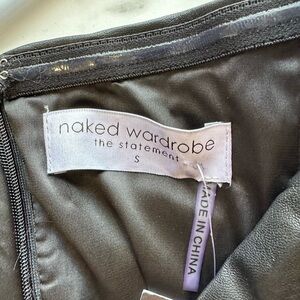 naked wardrobe
the statement
S
MADE IN CHINA